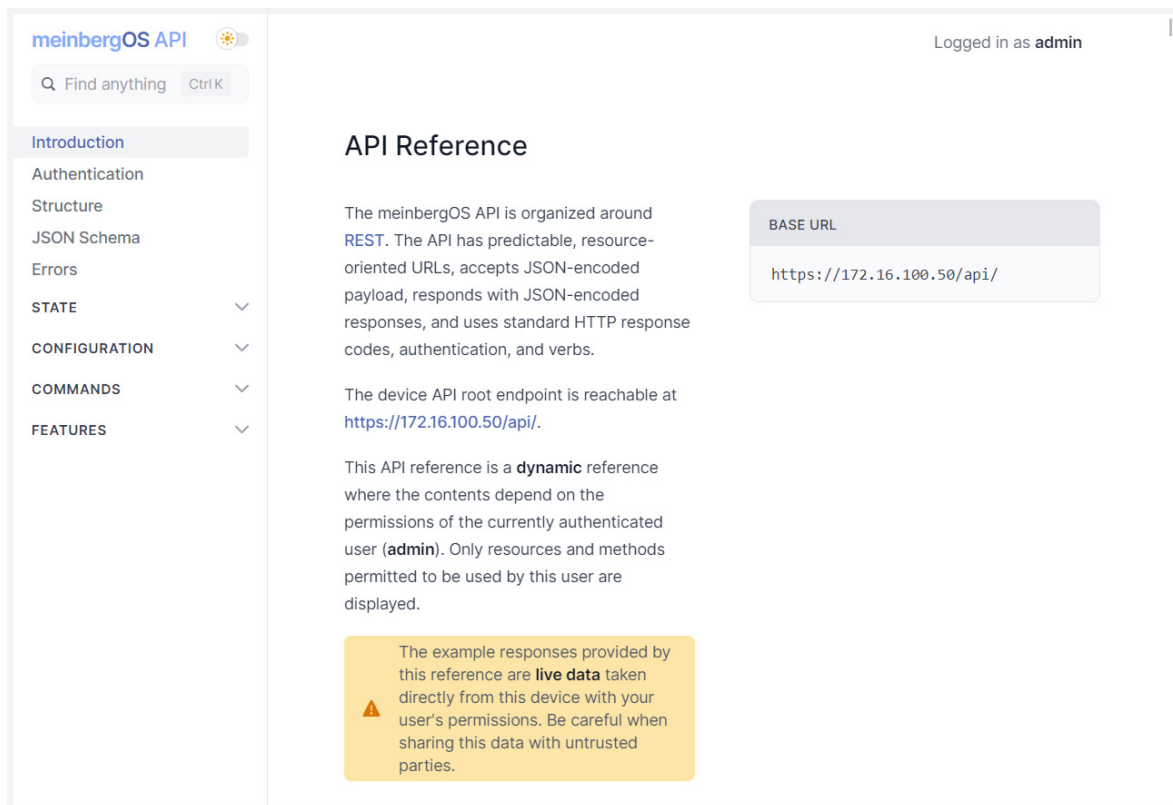 meinbergOS API
Find anything Ctrl K
Introduction
Authentication
Structure
JSON Schema
Errors
STATE
CONFIGURATION
COMMANDS
FEATURES
Logged in as admin
API Reference
The meinbergOS API is organized around
REST. The API has predictable, resource-
oriented URLs, accepts JSON-encoded
payload, responds with JSON-encoded
responses, and uses standard HTTP response
codes, authentication, and verbs.
The device API root endpoint is reachable at
https://172.16.100.50/api/.
This API reference is a dynamic reference
where the contents depend on the
permissions of the currently authenticated
user (admin). Only resources and methods
permitted to be used by this user are
displayed.
The example responses provided by
this reference are live data taken
directly from this device with your
user's permissions. Be careful when
sharing this data with untrusted
parties.
BASE URL
https://172.16.100.50/api/